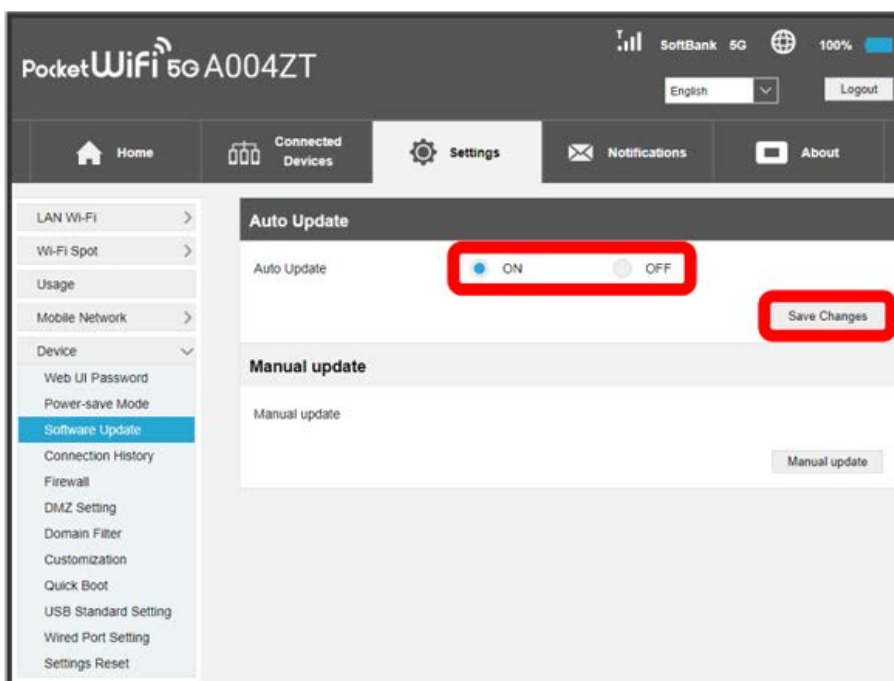 PocketWiFi 5G A004ZT
SoftBank 5G 100%
English Logout
Home
Connected
Devices
Settings
Notifications
About
LAN Wi-Fi
Wi-Fi Spot
Usage
Mobile Network
Device
Web UI Password
Power-save Mode
Software Update
Connection History
Firewall
DMZ Setting
Domain Filter
Customization
Quick Boot
USB Standard Setting
Wired Port Setting
Settings Reset
Auto Update
Auto Update ON OFF
Save Changes
Manual update
Manual update
Manual update